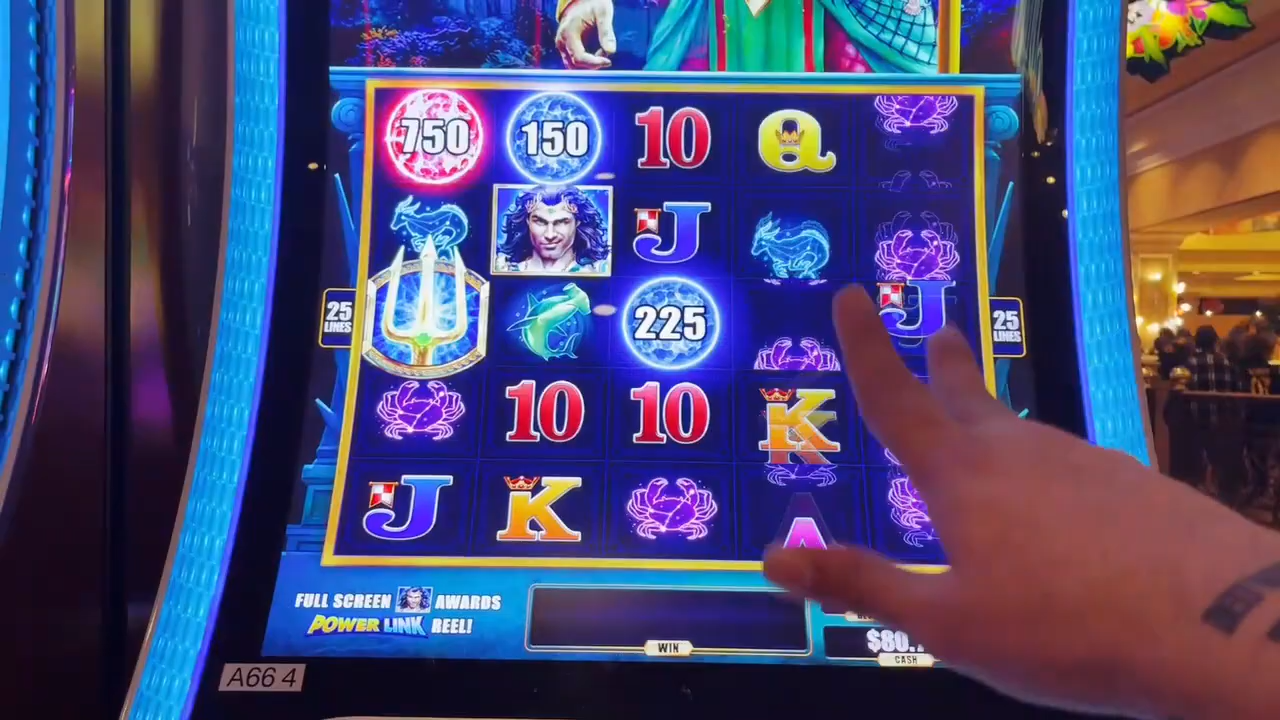 750 150 10 Q
J
25 LINES 225 J 25 LINES
10 10 K
J K A
FULL SCREEN AWARDS
POWER LINK REEL!
WIN
$80.
CASH
A66 4